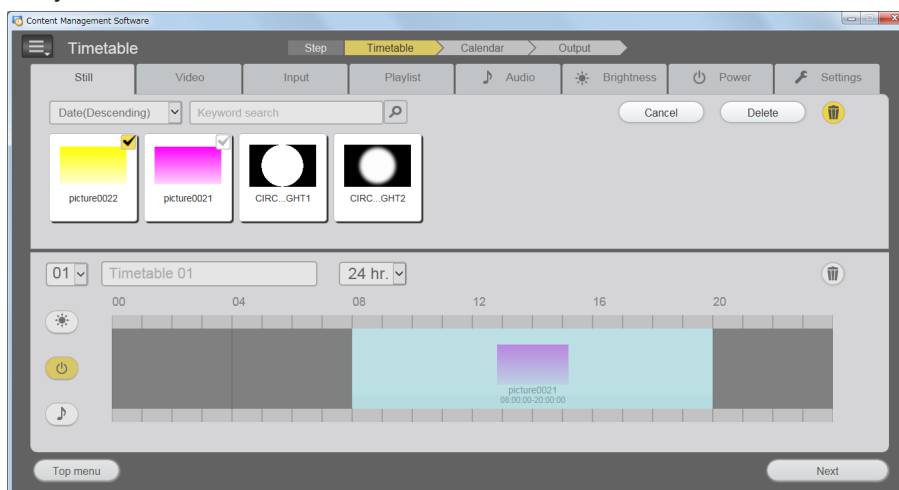 Content Management Software
Timetable Step Timetable Calendar Output
Still Video Input Playlist Audio Brightness Power Settings
Date(Descending) Keyword search Cancel Delete
picture0022 picture0021 CIRC...GHT1 CIRC...GHT2
01 Timetable 01 24 hr.
00 04 08 12 16 20
picture0021
08:00:00-20:00:00
Top menu Next